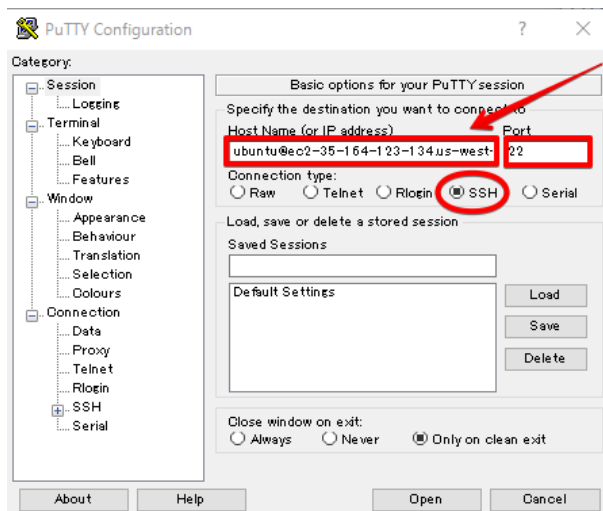 PuTTY Configuration ? ×
Category:
Session
Logging
Terminal
Keyboard
Bell
Features
Window
Appearance
Behaviour
Translation
Selection
Colours
Connection
Data
Proxy
Telnet
Rlogin
SSH
Serial
Basic options for your PuTTY session
Specify the destination you want to connect to
Host Name (or IP address) Port
ubuntu@ec2-35-164-123-134.us-west- 22
Connection type:
Raw Telnet Rlogin SSH Serial
Load, save or delete a stored session
Saved Sessions
Default Settings
Load
Save
Delete
Close window on exit:
Always Never Only on clean exit
About Help Open Cancel